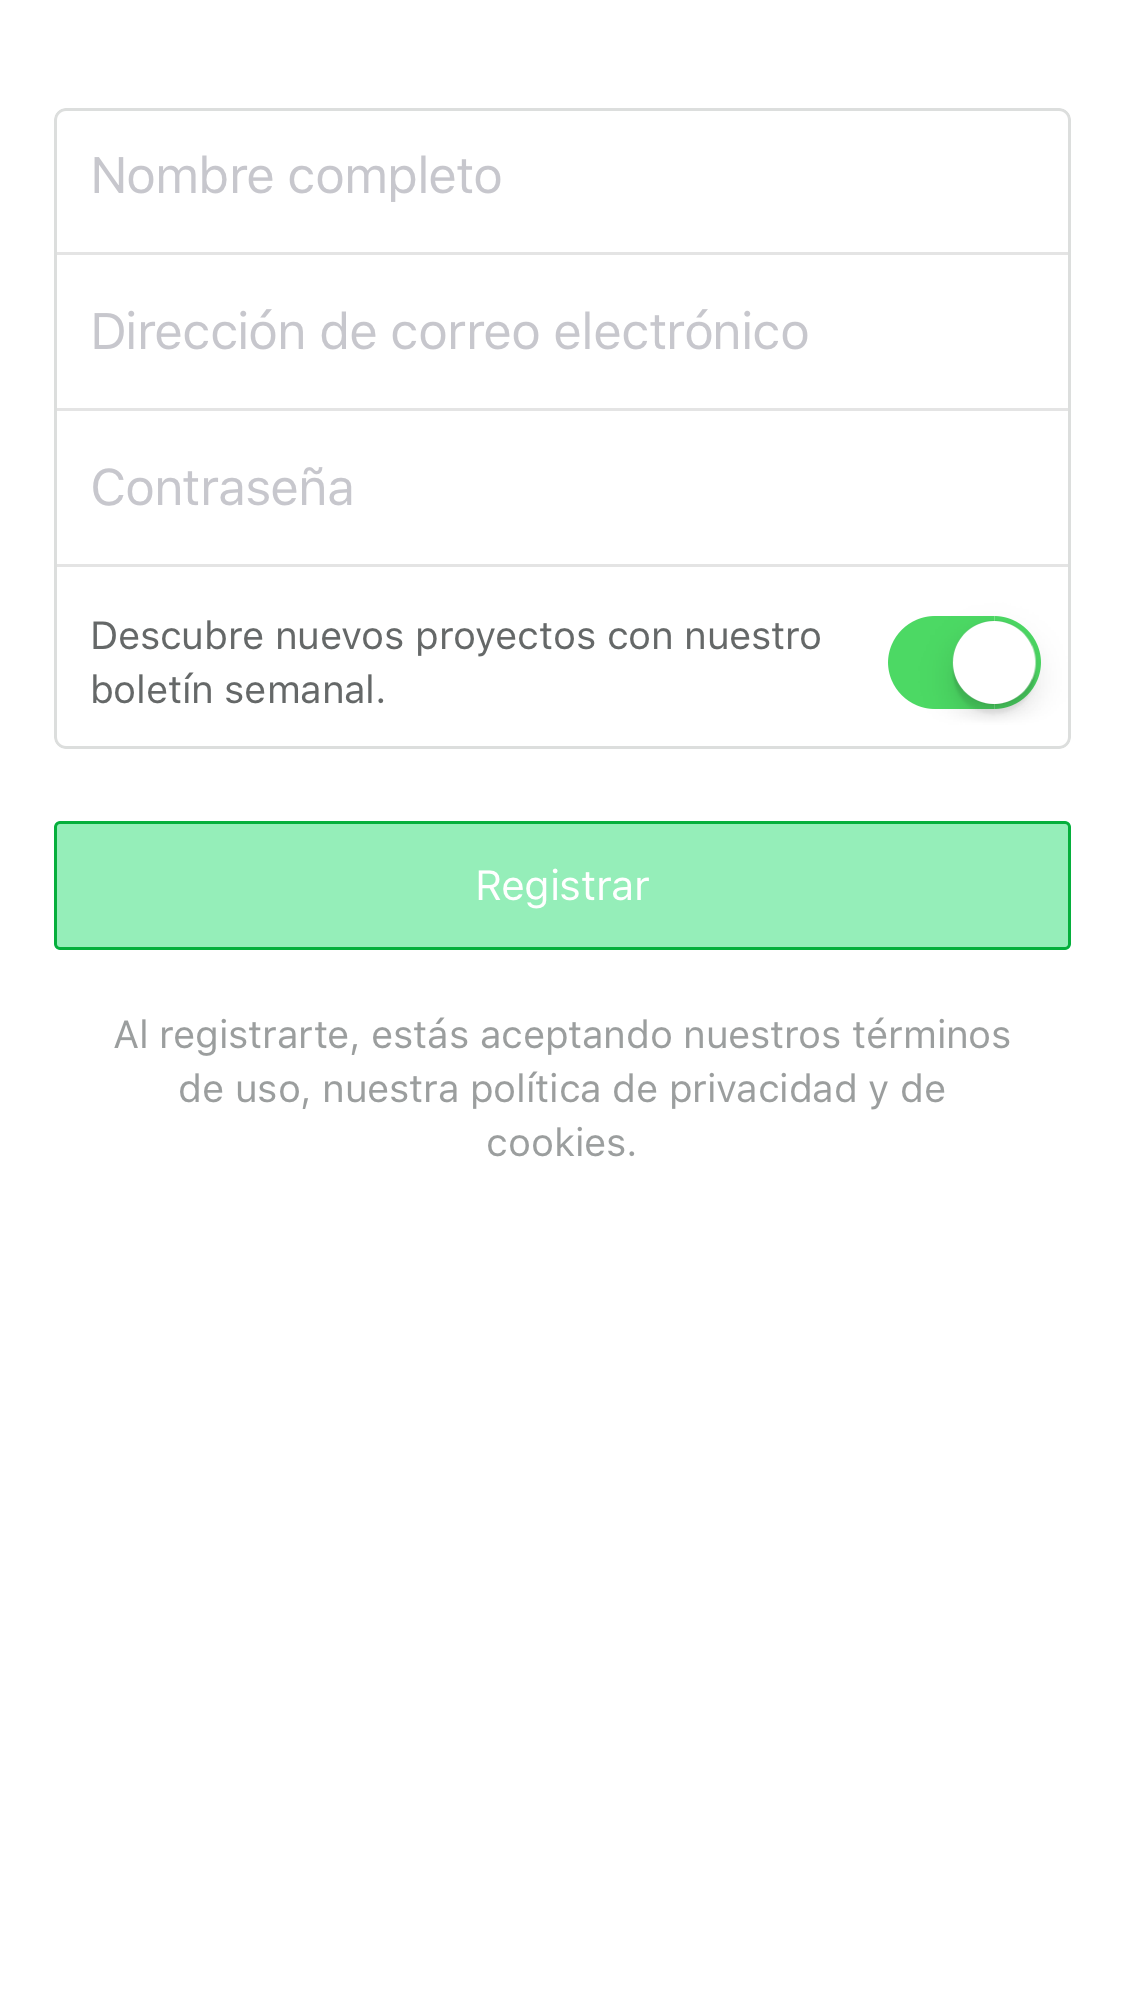 Nombre completo
Dirección de correo electrónico
Contraseña
Descubre nuevos proyectos con nuestro
boletín semanal.
Registrar
Al registrarte, estás aceptando nuestros términos
de uso, nuestra política de privacidad y de
cookies.